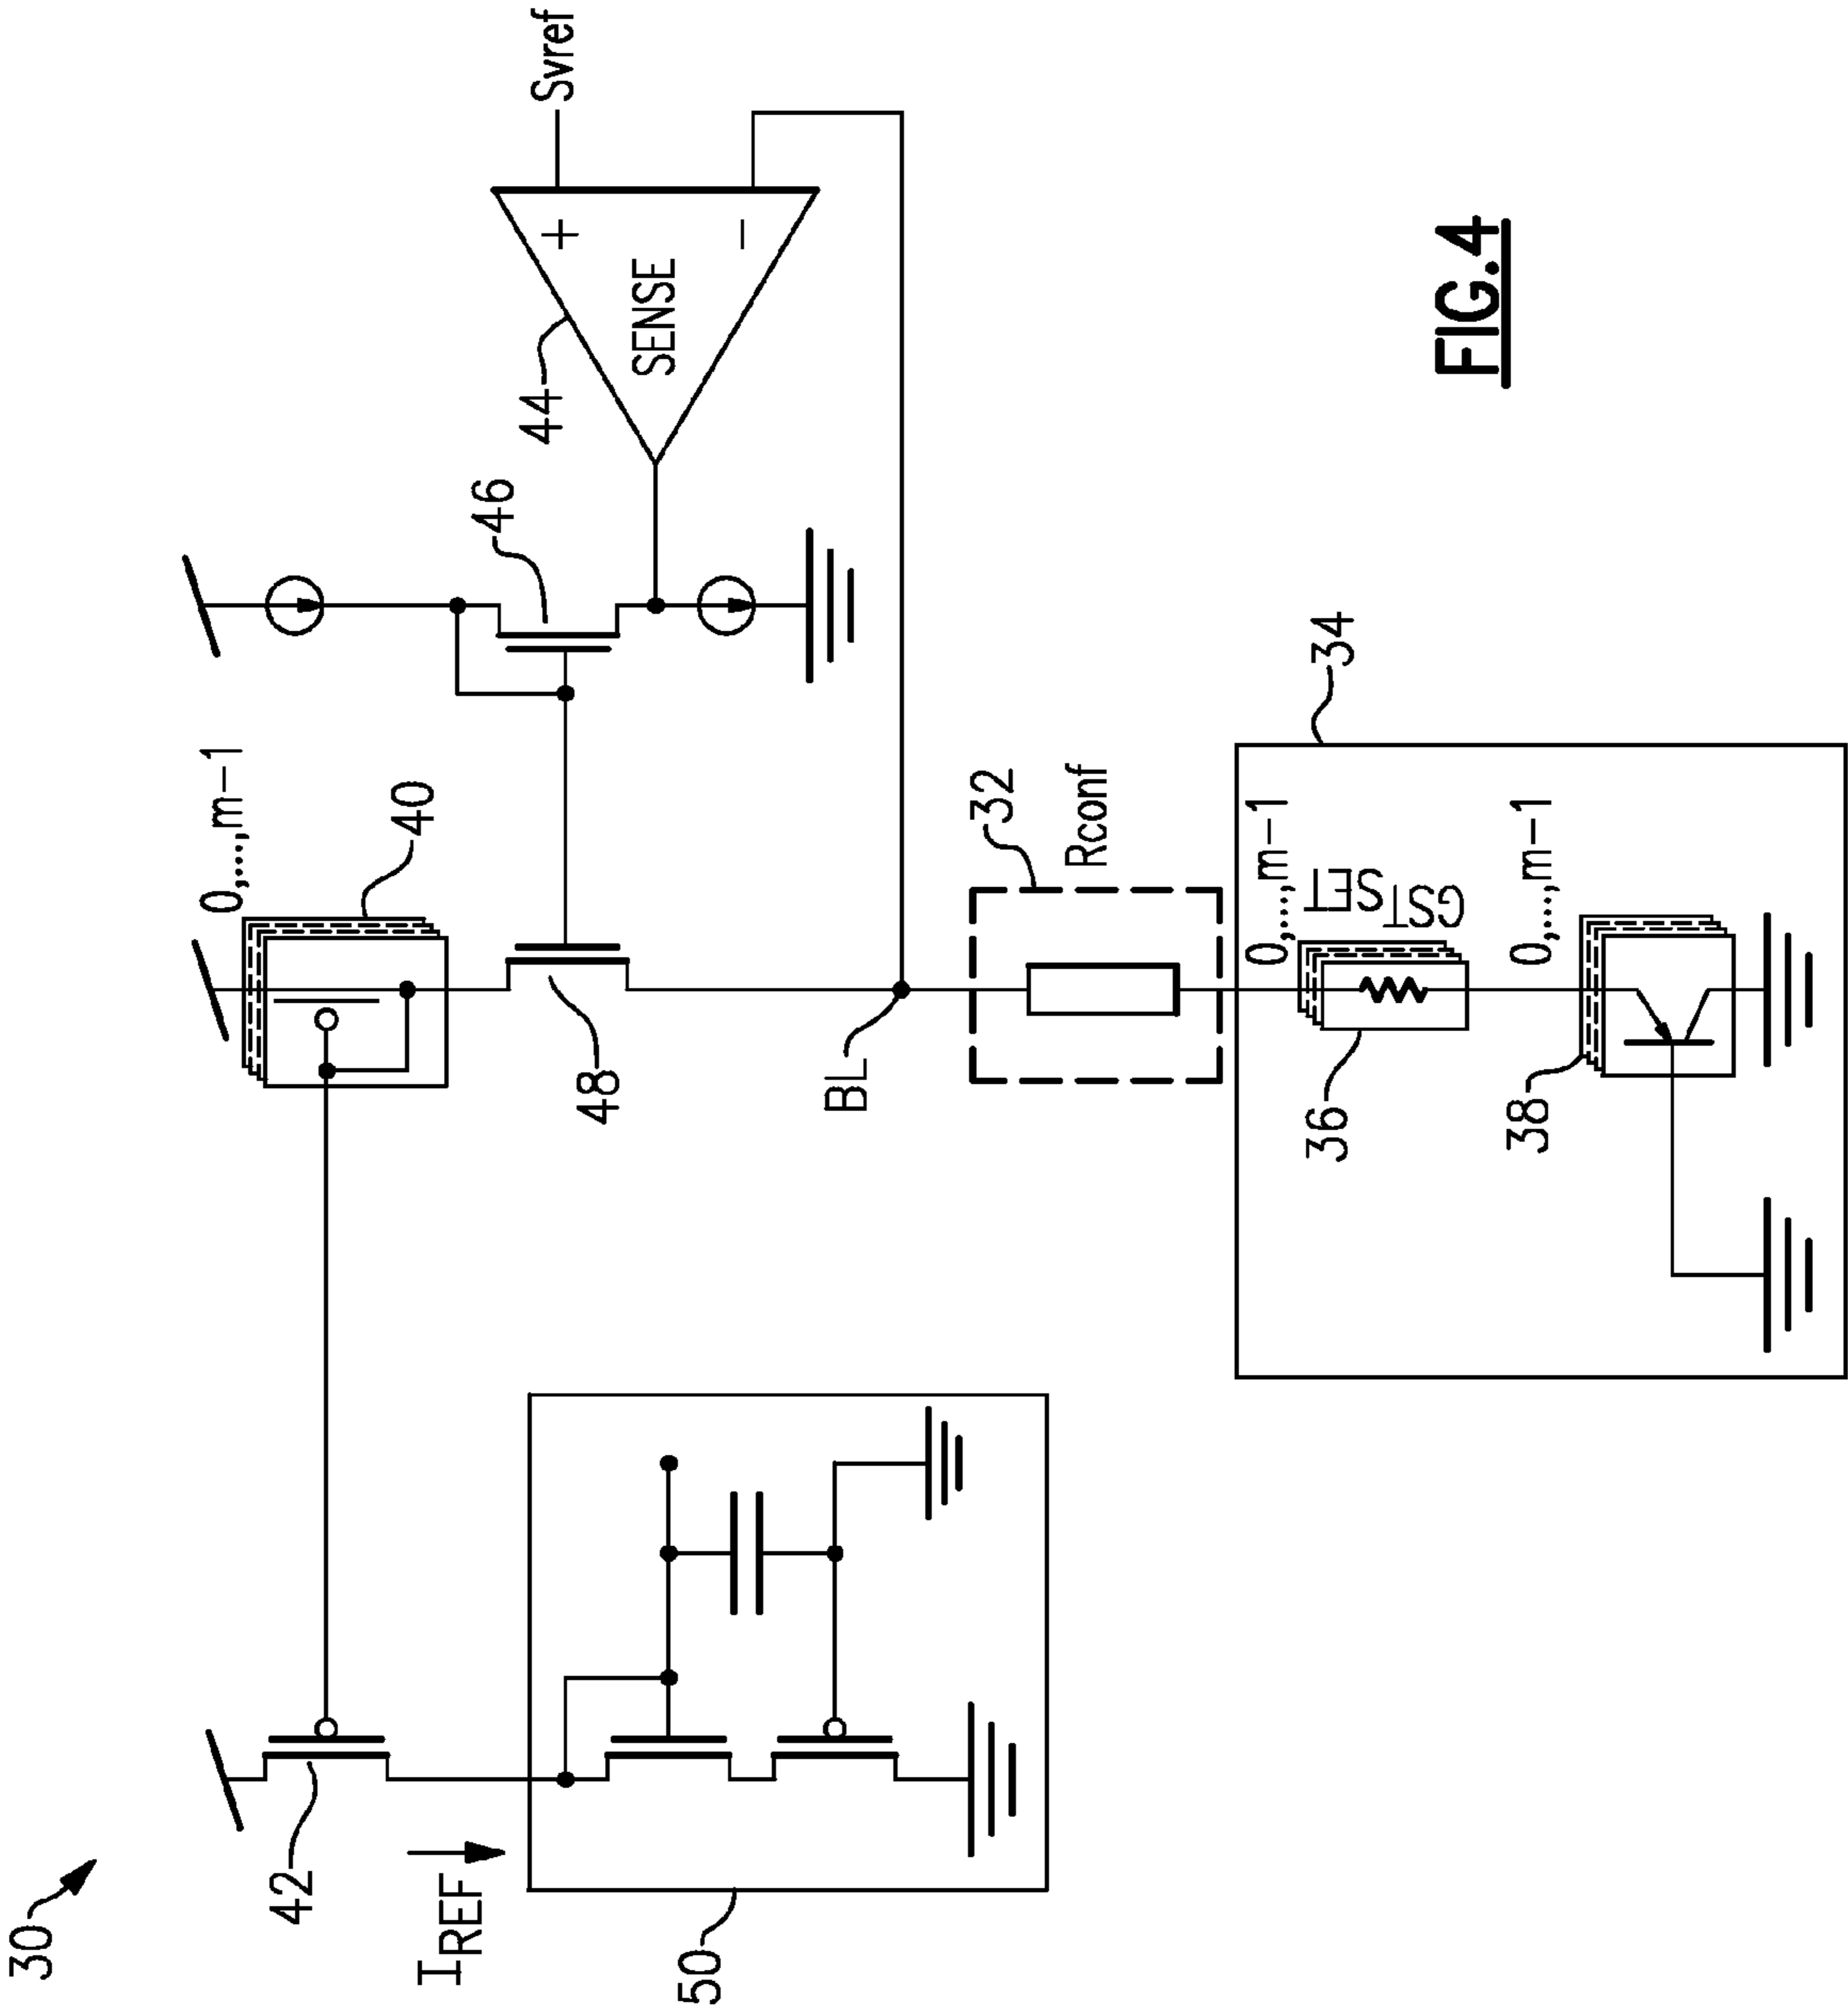 30
42
0,...,m-1
40
46
44
Svref
+
SENSE
-
I REF
48
50
BL
32
Rconf
34
0,...,m-1
GST SET
36
0,...,m-1
38
FIG. 4